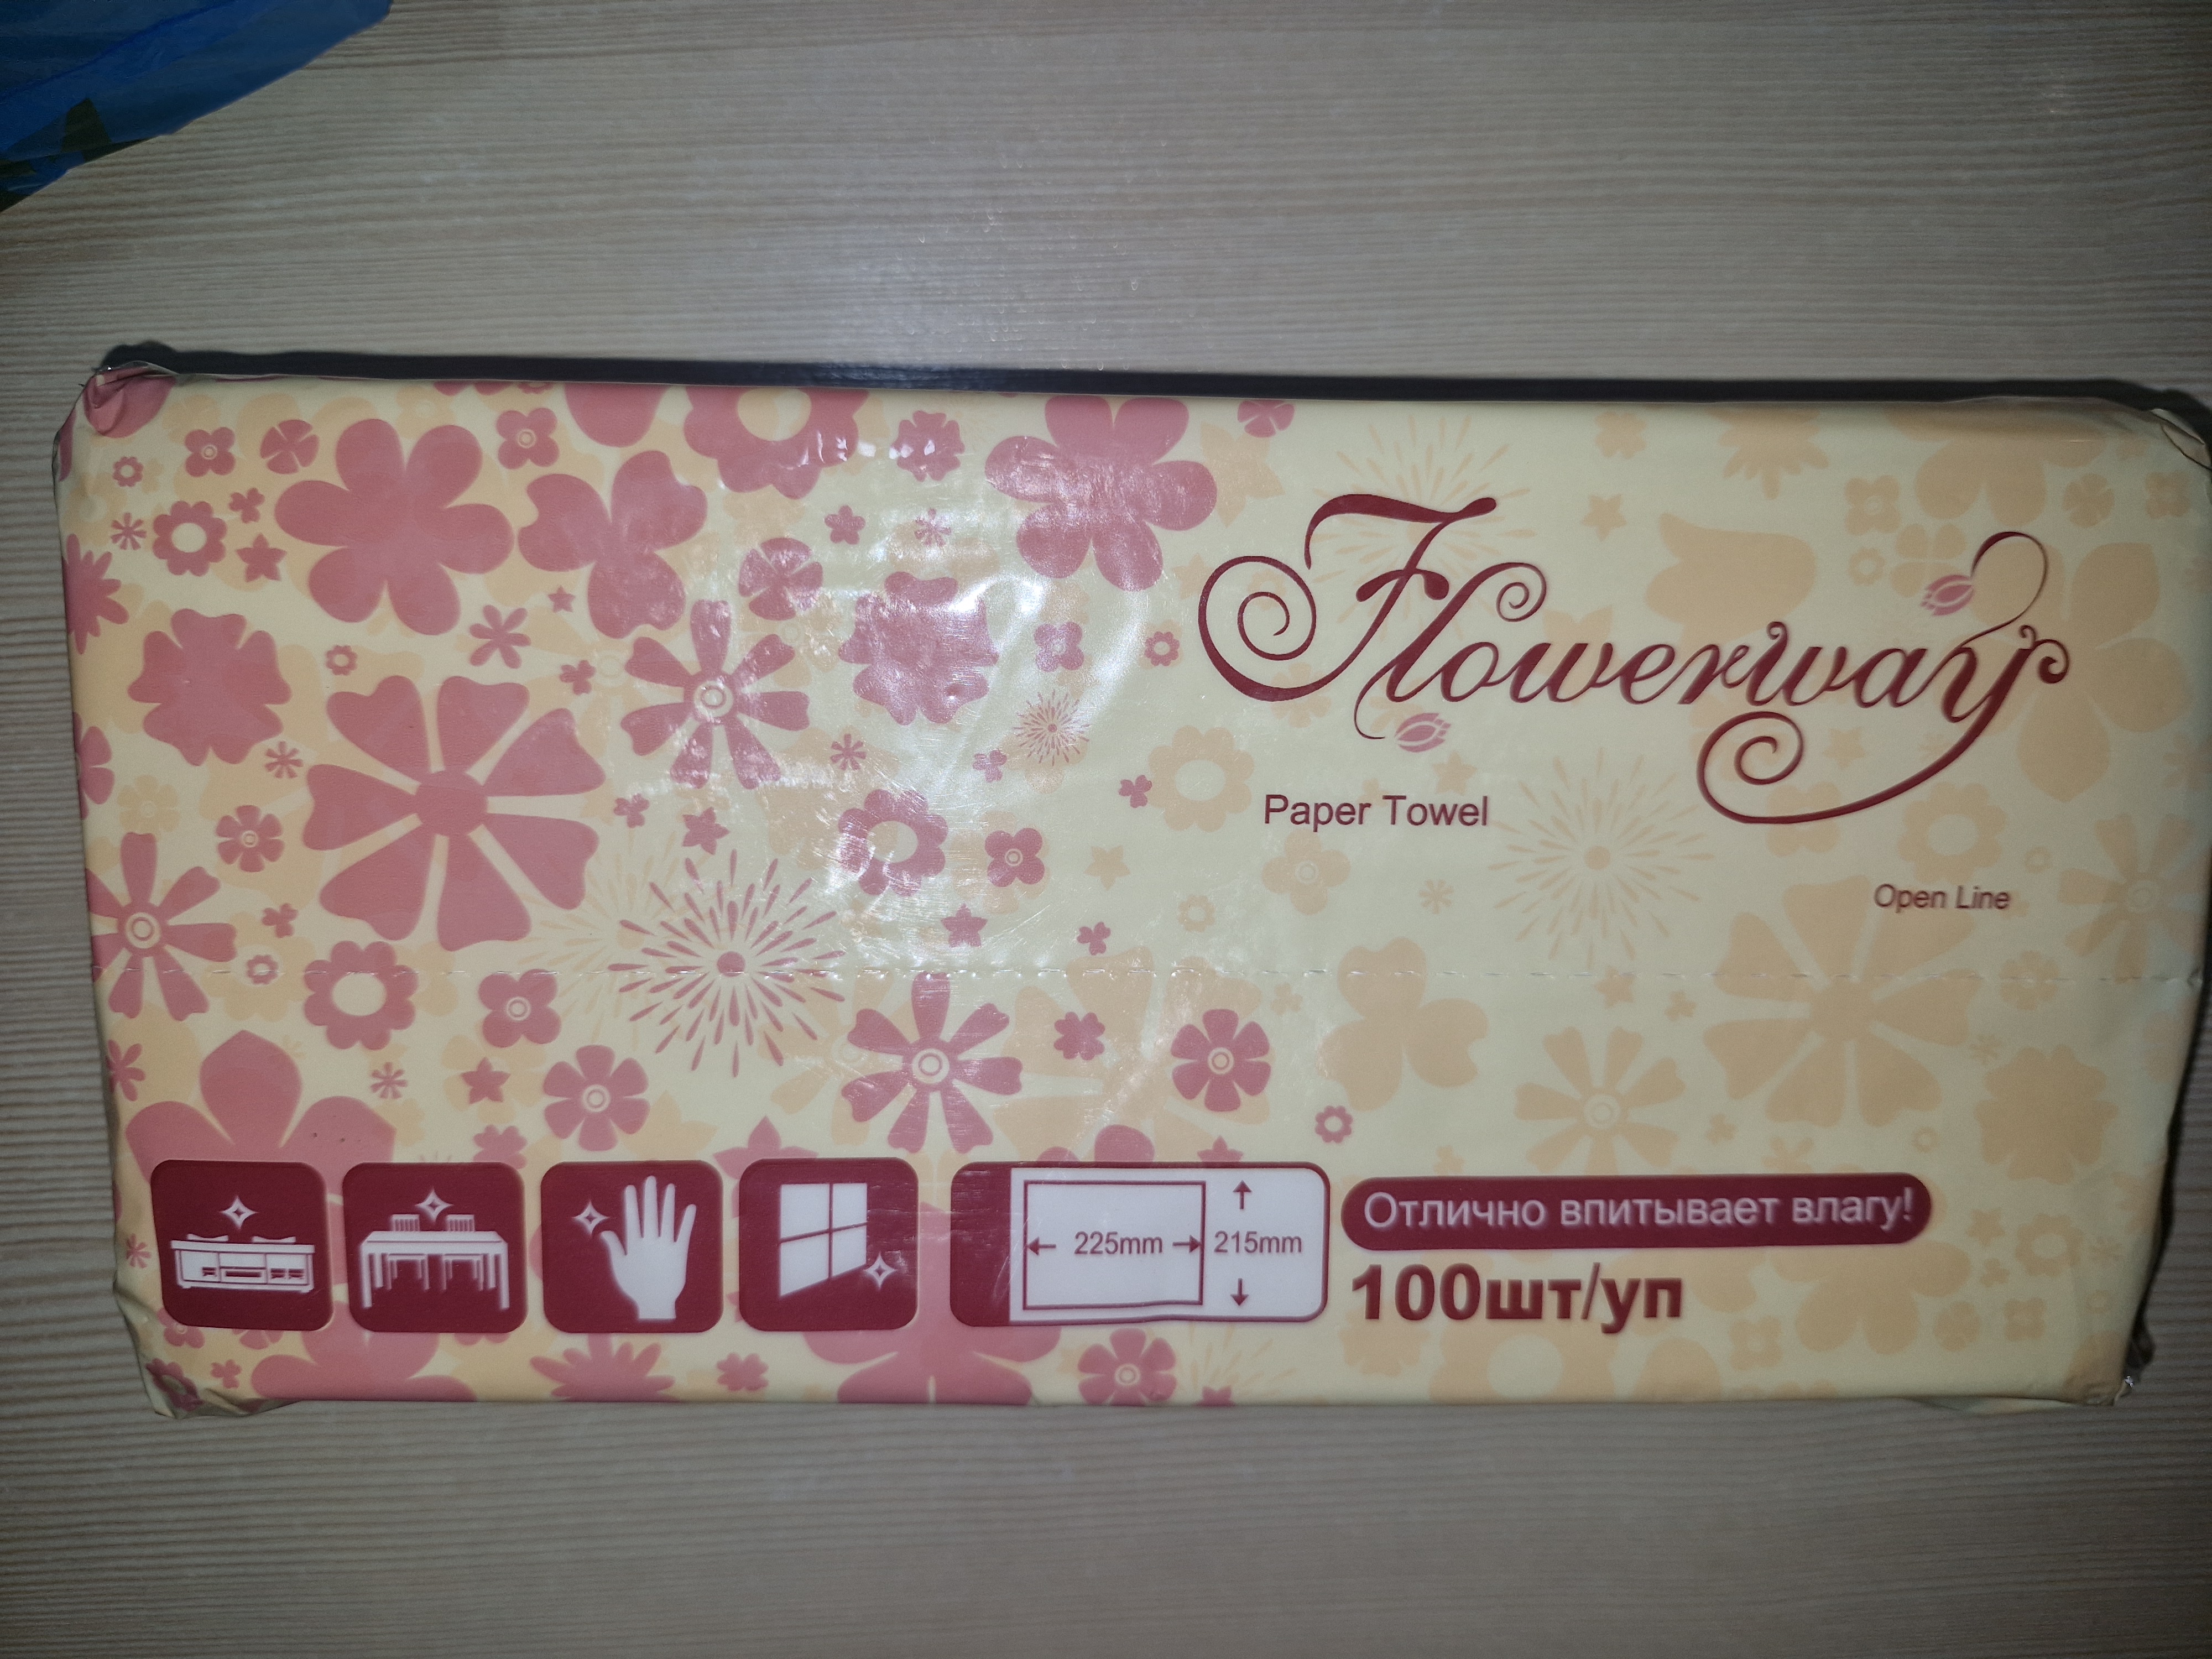 Flowerway
Paper Towel
Open Line
225mm
215mm
Отлично впитывает влагу!
100шт/уп